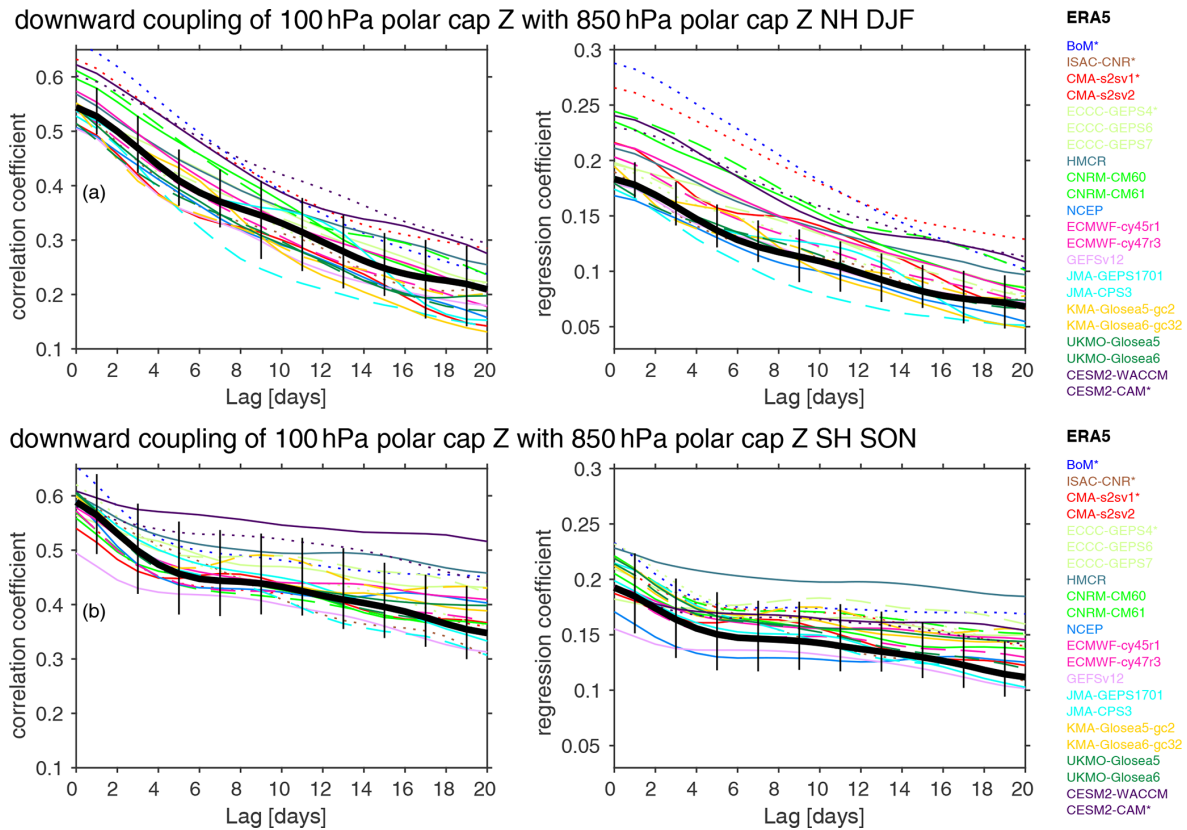 downward coupling of 100 hPa polar cap Z with 850 hPa polar cap Z NH DJF
ERA5
BoM*
ISAC-CNR*
CMA-s2sv1*
CMA-s2sv2
ECCC-GEPS4*
ECCC-GEPS6
ECCC-GEPS7
HMCR
CNRM-CM60
CNRM-CM61
NCEP
ECMWF-cy45r1
ECMWF-cy47r3
GEFSv12
JMA-GEPS1701
JMA-CPS3
KMA-Glosea5-gc2
KMA-Glosea6-gc32
UKMO-Glosea5
UKMO-Glosea6
CESM2-WACCM
CESM2-CAM*
correlation coefficient
0.6
0.5
0.4
0.3
0.2
0.1
(a)
0 2 4 6 8 10 12 14 16 18 20
Lag [days]
regression coefficient
0.3
0.25
0.2
0.15
0.1
0.05
0 2 4 6 8 10 12 14 16 18 20
Lag [days]
downward coupling of 100 hPa polar cap Z with 850 hPa polar cap Z SH SON
ERA5
BoM*
ISAC-CNR*
CMA-s2sv1*
CMA-s2sv2
ECCC-GEPS4*
ECCC-GEPS6
ECCC-GEPS7
HMCR
CNRM-CM60
CNRM-CM61
NCEP
ECMWF-cy45r1
ECMWF-cy47r3
GEFSv12
JMA-GEPS1701
JMA-CPS3
KMA-Glosea5-gc2
KMA-Glosea6-gc32
UKMO-Glosea5
UKMO-Glosea6
CESM2-WACCM
CESM2-CAM*
correlation coefficient
0.6
0.5
0.4
0.3
0.2
0.1
(b)
0 2 4 6 8 10 12 14 16 18 20
Lag [days]
regression coefficient
0.3
0.25
0.2
0.15
0.1
0.05
0 2 4 6 8 10 12 14 16 18 20
Lag [days]